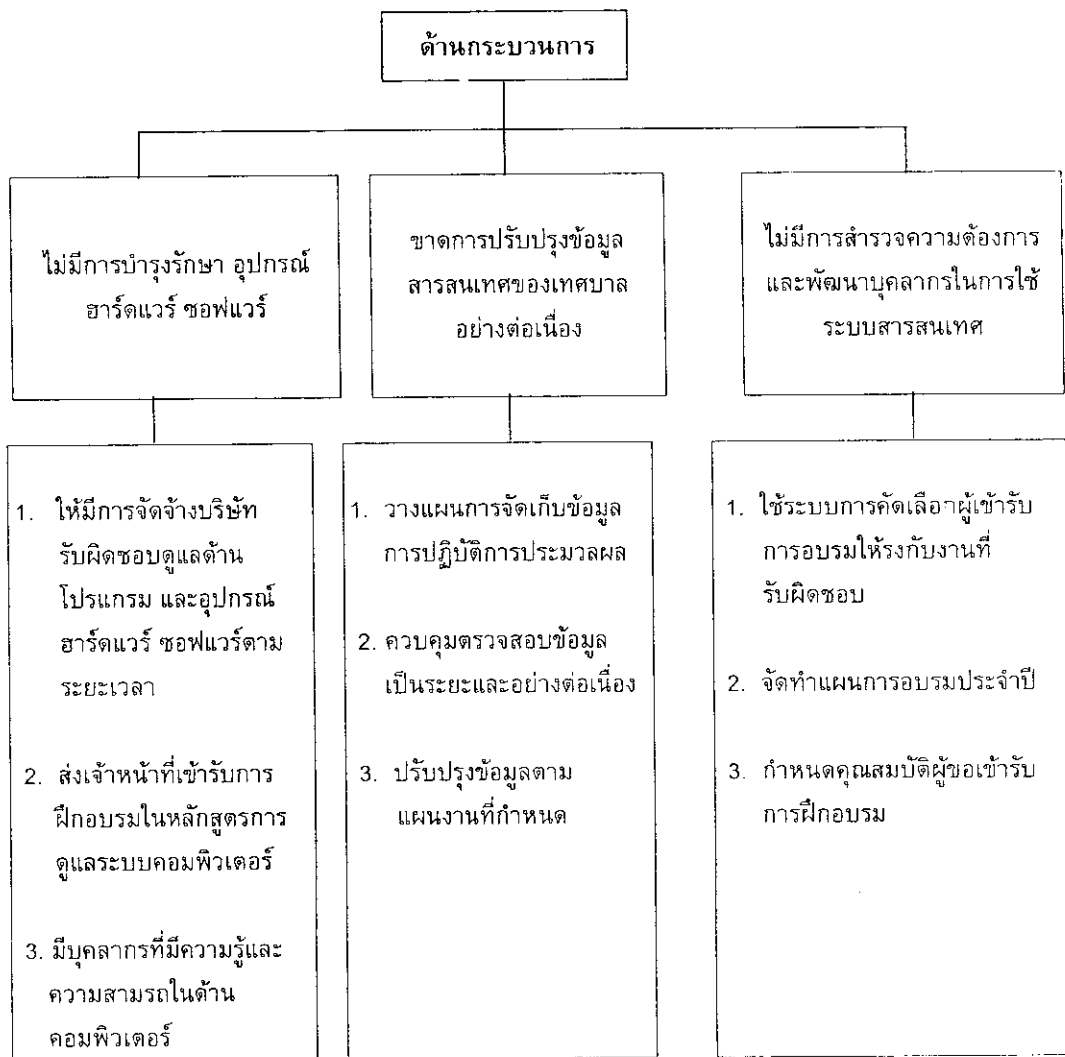 ด้านกระบวนการ
ไม่มีการบำรุงรักษา อุปกรณ์
ฮาร์ดแวร์ ซอฟแวร์
ขาดการปรับปรุงข้อมูล
สารสนเทศของเทศบาล
อย่างต่อเนื่อง
ไม่มีการสำรวจความต้องการ
และพัฒนาบุคลากรในการใช้
ระบบสารสนเทศ
1. ให้มีการจัดจ้างบริษัท
รับผิดชอบดูแลด้าน
โปรแกรม และอุปกรณ์
ฮาร์ดแวร์ ซอฟแวร์ตาม
ระยะเวลา
2. ส่งเจ้าหน้าที่เข้ารับการ
ฝึกอบรมในหลักสูตรการ
ดูแลระบบคอมพิวเตอร์
3. มีบุคลากรที่มีความรู้และ
ความสามรถในด้าน
คอมพิวเตอร์
1. วางแผนการจัดเก็บข้อมูล
การปฏิบัติการประมวลผล
2. ควบคุมตรวจสอบข้อมูล
เป็นระยะและอย่างต่อเนื่อง
3. ปรับปรุงข้อมูลตาม
แผนงานที่กำหนด
1. ใช้ระบบการคัดเลือกผู้เข้ารับ
การอบรมให้รงกับงานที่
รับผิดชอบ
2. จัดทำแผนการอบรมประจำปี
3. กำหนดคุณสมบัติผู้ขอเข้ารับ
การฝึกอบรม